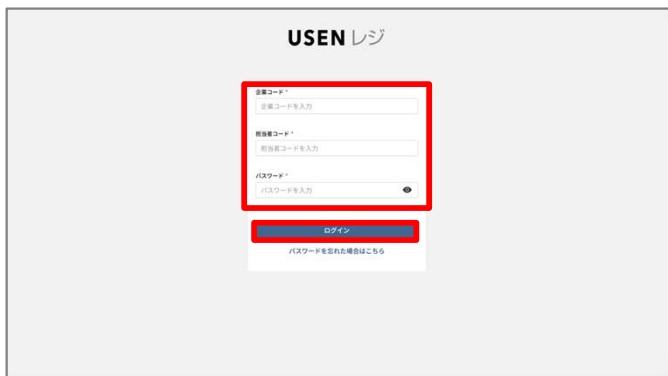 USEN レジ
企業コード *
企業コードを入力
担当者コード *
担当者コードを入力
パスワード *
パスワードを入力
ログイン
パスワードを忘れた場合はこちら